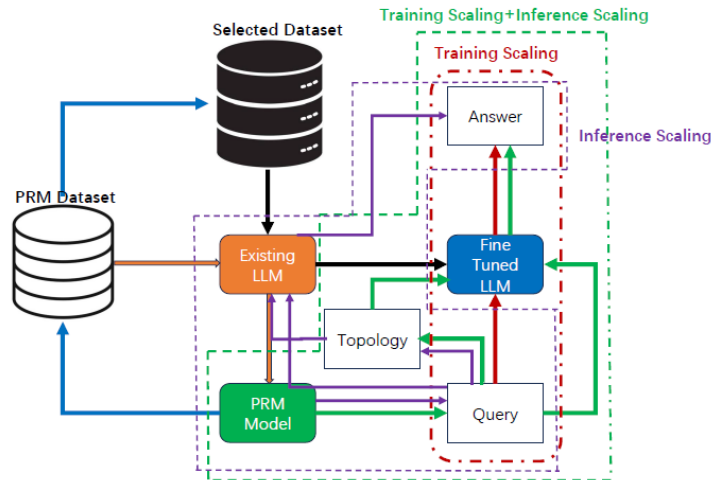 Training Scaling+Inference Scaling
Selected Dataset
Training Scaling
Answer
Inference Scaling
PRM Dataset
Existing
LLM
Fine
Tuned
LLM
Topology
PRM
Model
Query